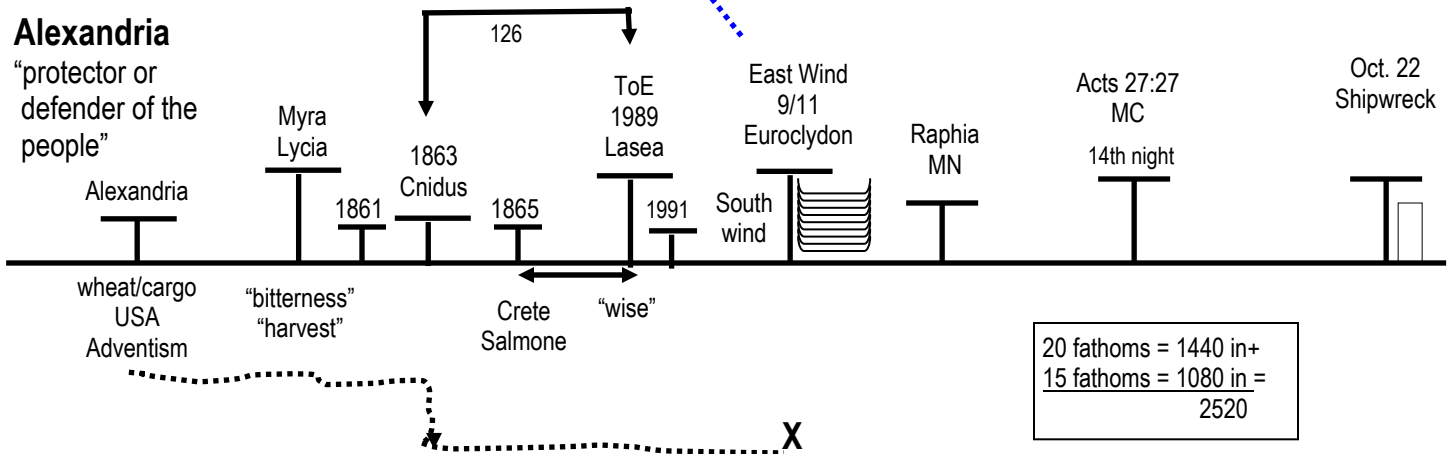 Alexandria
“protector or
defender of the
people”
126
Alexandria
Myra
Lycia
1861
1863
Cnidus
1865
ToE
1989
Lasea
1991
South
wind
East Wind
9/11
Euroclydon
Raphia
MN
Acts 27:27
MC
14th night
Oct. 22
Shipwreck
wheat/cargo
USA
Adventism
“bitterness”
“harvest”
Crete
Salmone
“wise”
X
20 fathoms = 1440 in+
15 fathoms = 1080 in =
2520